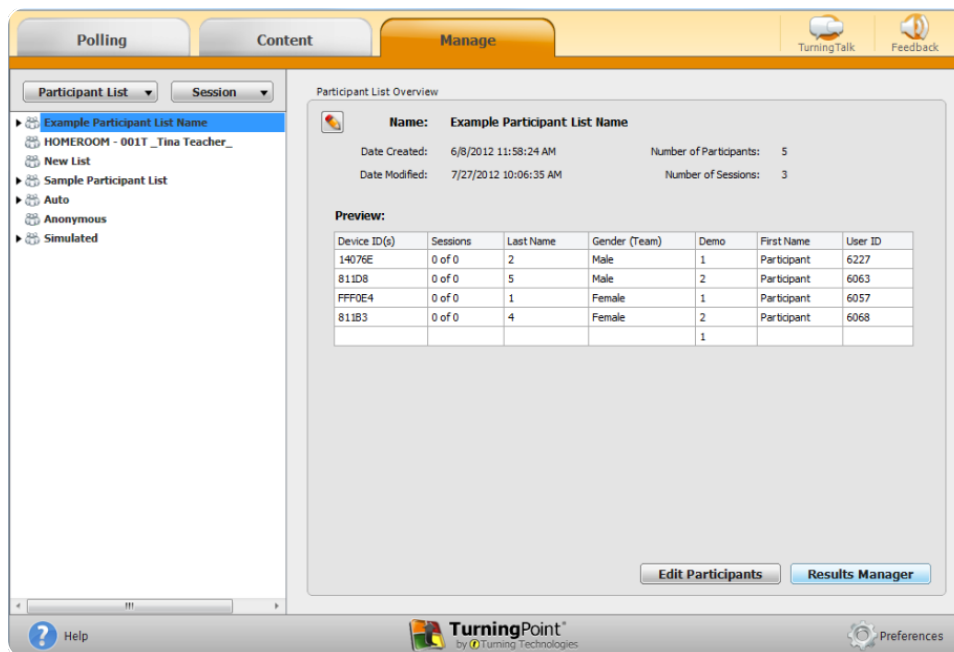 Polling Content Manage TurningTalk Feedback
Participant List Session
Example Participant List Name
HOMEROOM - 001T _Tina Teacher_
New List
Sample Participant List
Auto
Anonymous
Simulated
Participant List Overview
Name: Example Participant List Name
Date Created: 6/8/2012 11:58:24 AM Number of Participants: 5
Date Modified: 7/27/2012 10:06:35 AM Number of Sessions: 3
Preview:
Device ID(s) Sessions Last Name Gender (Team) Demo First Name User ID
14076E 0 of 0 2 Male 1 Participant 6227
811D8 0 of 0 5 Male 2 Participant 6063
FFF0E4 0 of 0 1 Female 1 Participant 6057
811B3 0 of 0 4 Female 2 Participant 6068
1
Edit Participants Results Manager
Help TurningPoint® Preferences
by Turning Technologies